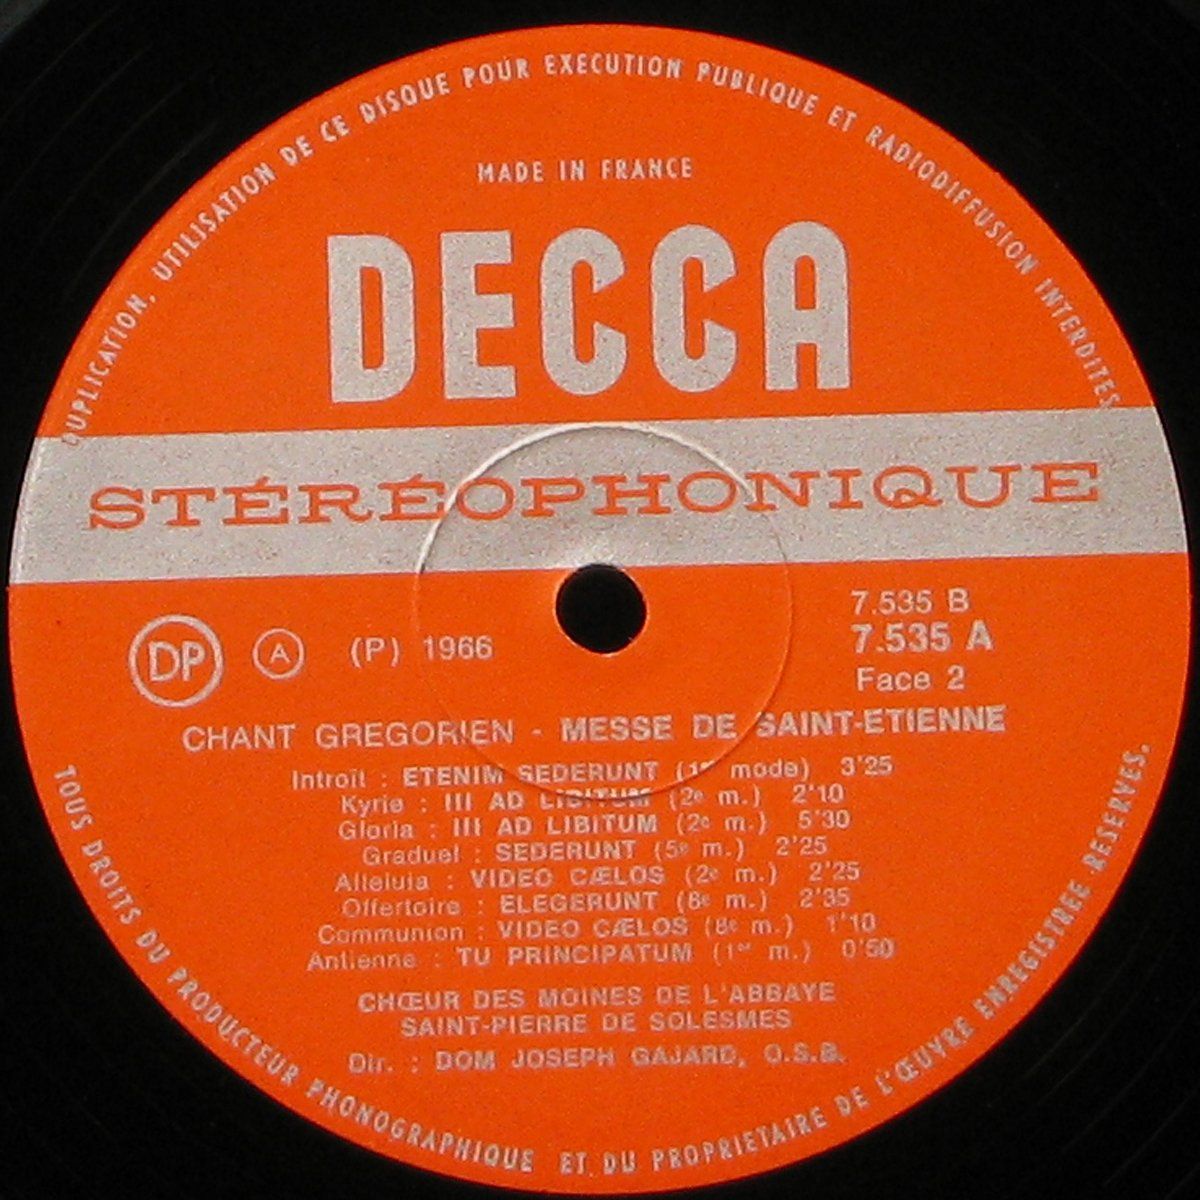 DUPLICATION, UTILISATION DE CE DISQUE POUR EXECUTION PUBLIQUE ET RADIODIFFUSION INTERDITES
MADE IN FRANCE
DECCA
STÉRÉOPHONIQUE
DP A (P) 1966
7.535 B
7.535 A
Face 2
CHANT GREGORIEN - MESSE DE SAINT-ETIENNE
Introït : ETENIM SEDERUNT (1er mode) 3'25
Kyrie : III AD LIBITUM (2e m.) 2'10
Gloria : III AD LIBITUM (2e m.) 5'30
Graduel : SEDERUNT (5e m.) 2'25
Alleluia : VIDEO CÆLOS (2e m.) 2'25
Offertoire : ELEGERUNT (8e m.) 2'35
Communion : VIDEO CÆLOS (8e m.) 1'10
Antienne : TU PRINCIPATUM (1er m.) 0'50
CHŒUR DES MOINES DE L'ABBAYE
SAINT-PIERRE DE SOLESMES
Dir. : DOM JOSEPH GAJARD, O.S.B.
TOUS DROITS DU PRODUCTEUR PHONOGRAPHIQUE ET DU PROPRIETAIRE DE L'ŒUVRE ENREGISTREE RESERVES.